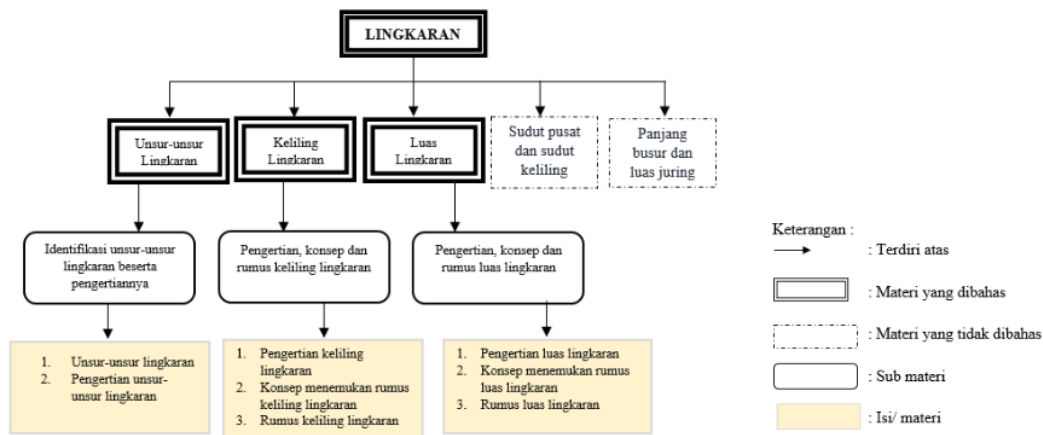 LINGKARAN
Unsur-unsur
Lingkaran
Keliling
Lingkaran
Luas
Lingkaran
Sudut pusat
dan sudut
keliling
Panjang
busur dan
luas juring
Identifikasi unsur-unsur
lingkaran beserta
pengertiannya
Pengertian, konsep dan
rumus keliling lingkaran
Pengertian, konsep dan
rumus luas lingkaran
1. Unsur-unsur lingkaran
2. Pengertian unsur-
unsur lingkaran
1. Pengertian keliling
lingkaran
2. Konsep menemukan rumus
keliling lingkaran
3. Rumus keliling lingkaran
1. Pengertian luas lingkaran
2. Konsep menemukan rumus
luas lingkaran
3. Rumus luas lingkaran
Keterangan :
: Terdiri atas
: Materi yang dibahas
: Materi yang tidak dibahas
: Sub materi
: Isi/ materi